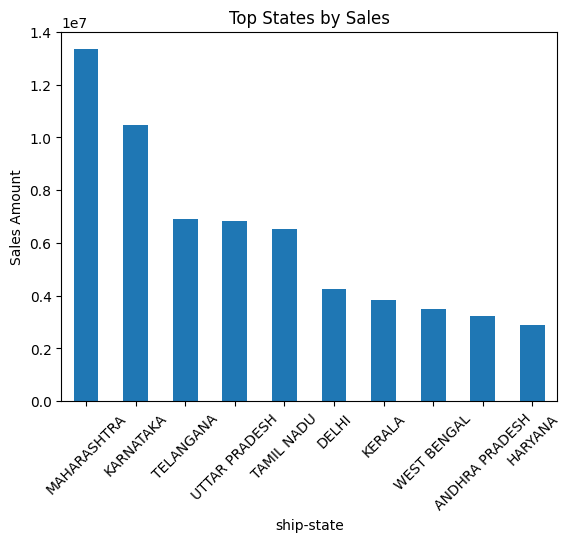 Top States by Sales
1e7
1.4
1.2
1.0
0.8
0.6
0.4
0.2
0.0
Sales Amount
MAHARASHTRA
KARNATAKA
TELANGANA
UTTAR PRADESH
TAMIL NADU
DELHI
KERALA
WEST BENGAL
ANDHRA PRADESH
HARYANA
ship-state